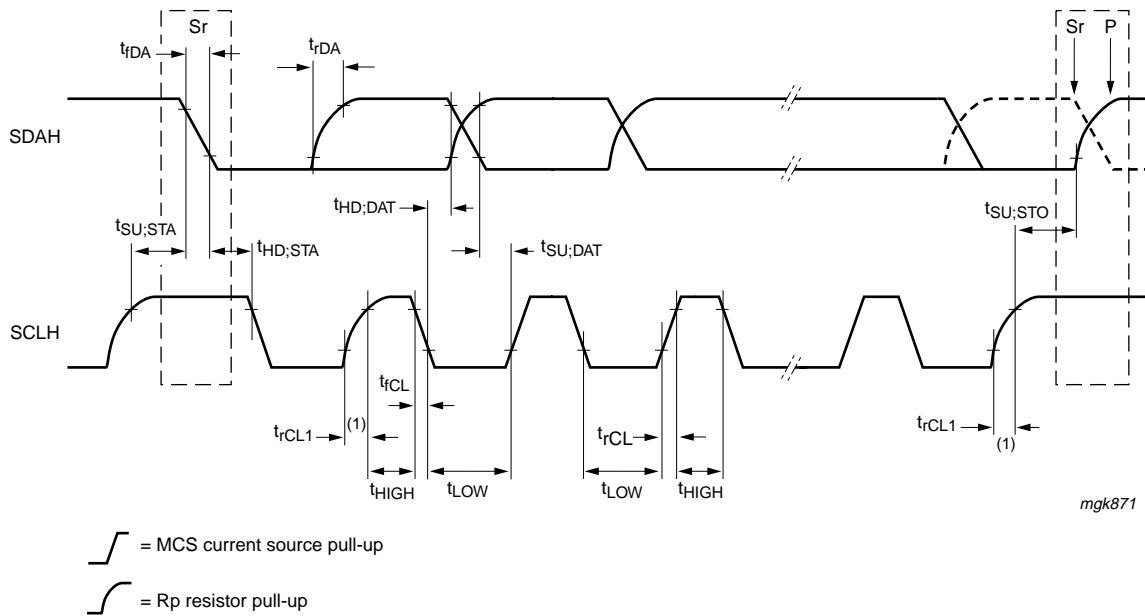 Sr
Sr P
tfDA
trDA
SDAH
tHD;DAT
tSU;STO
tSU;STA
tHD;STA
tSU;DAT
SCLH
tfCL
trCL1 (1)
trCL
trCL1 (1)
tHIGH
tLOW
tLOW
tHIGH
mgk871
= MCS current source pull-up
= Rp resistor pull-up